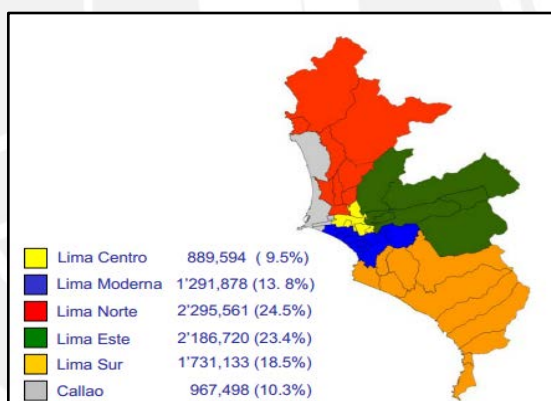 Lima Centro 889,594 ( 9.5%)
Lima Moderna 1'291,878 (13. 8%)
Lima Norte 2'295,561 (24.5%)
Lima Este 2'186,720 (23.4%)
Lima Sur 1'731,133 (18.5%)
Callao 967,498 (10.3%)